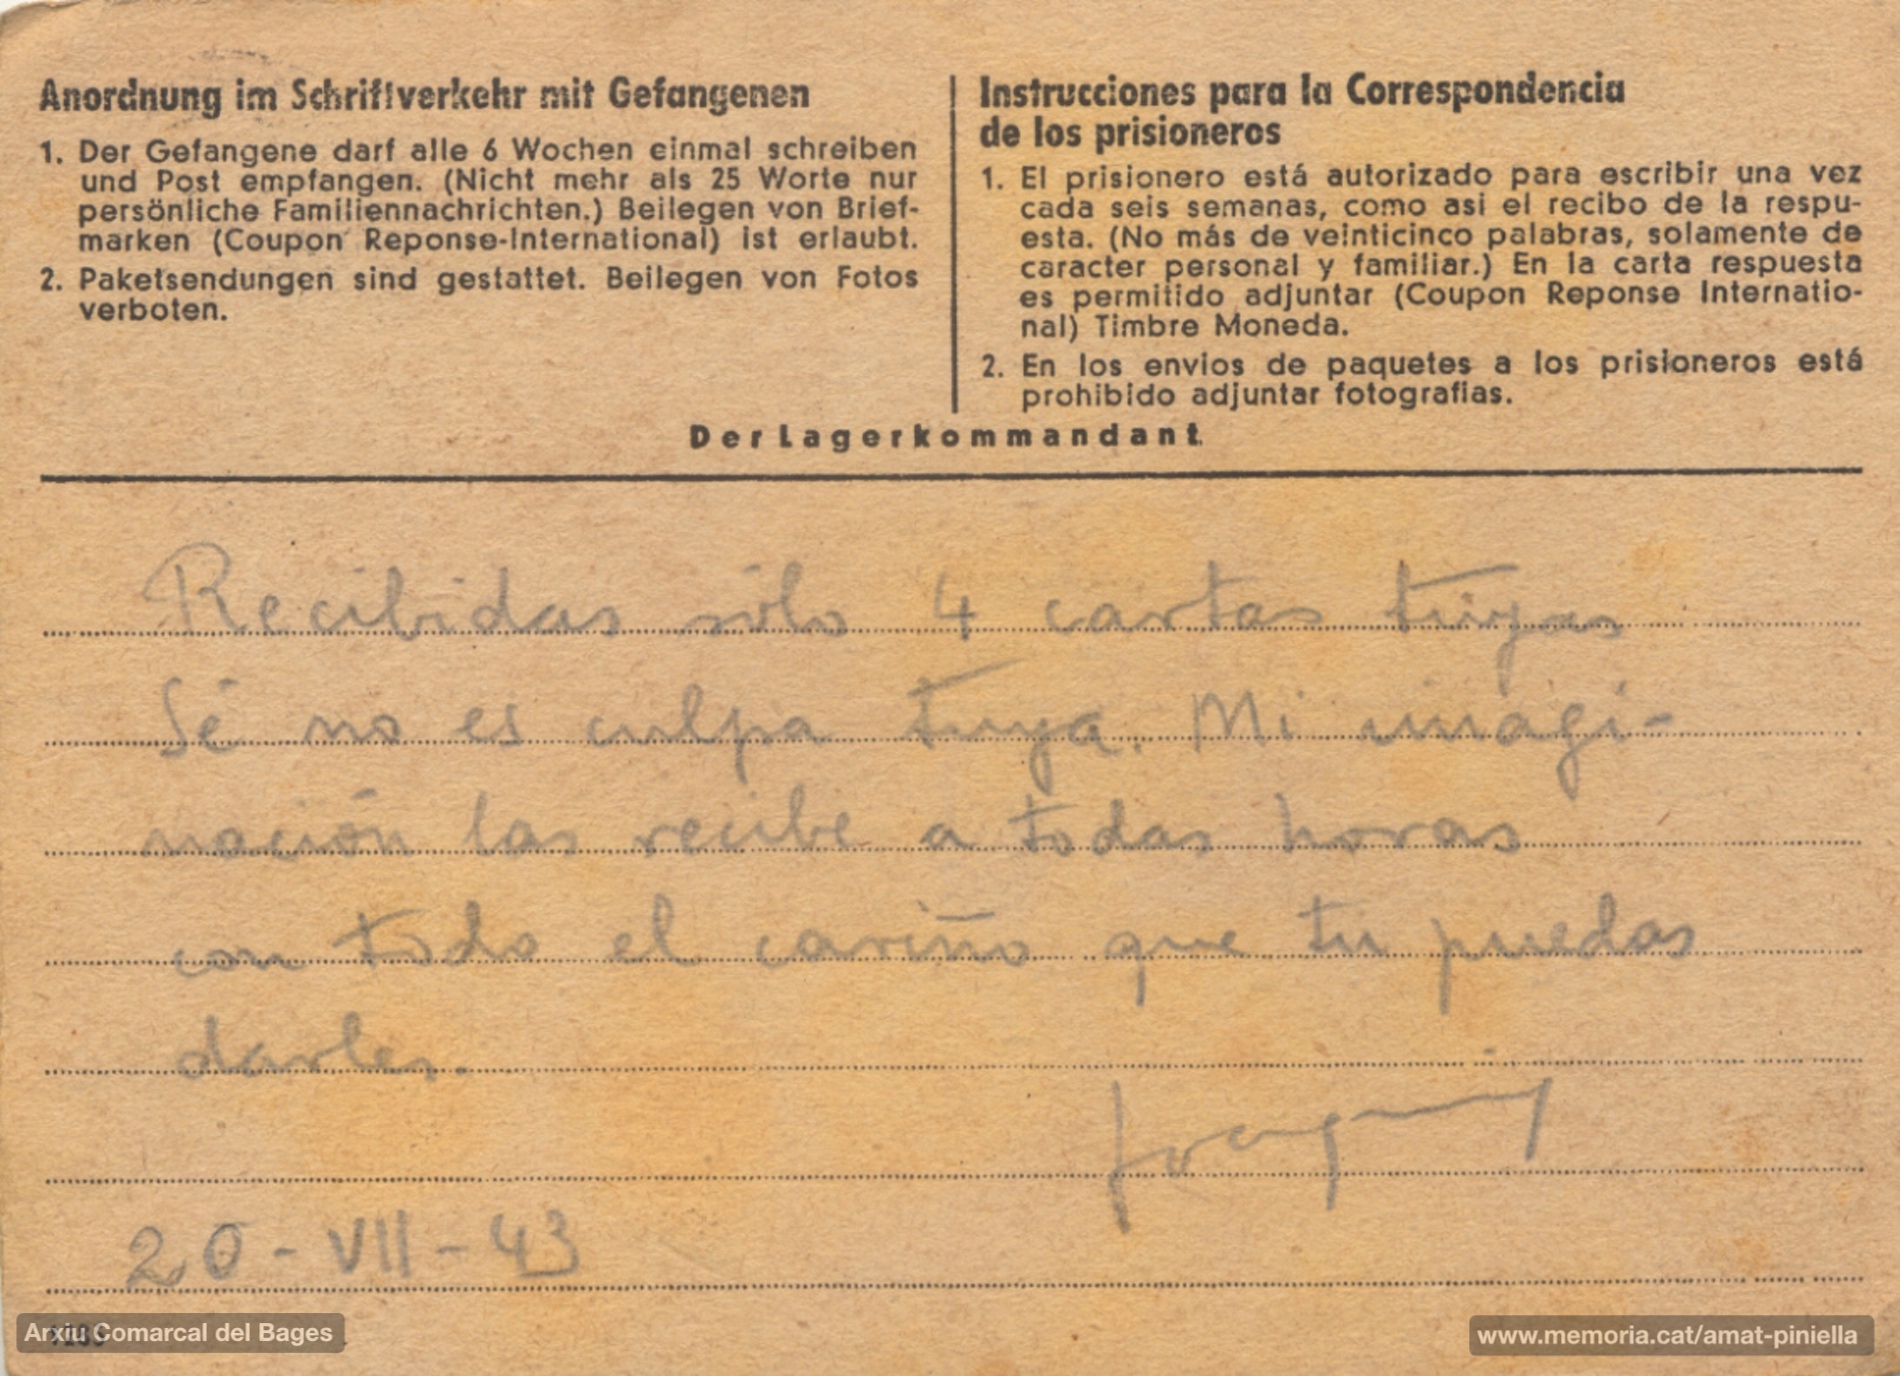 Anordnung im Schriftverkehr mit Gefangenen
1. Der Gefangene darf alle 6 Wochen einmal schreiben
und Post empfangen. (Nicht mehr als 25 Worte nur
persönliche Familiennachrichten.) Beilegen von Brief-
marken (Coupon Reponse-International) ist erlaubt.
2. Paketsendungen sind gestattet. Beilegen von Fotos
verboten.
Instrucciones para la Correspondencia
de los prisioneros
1. El prisionero está autorizado para escribir una vez
cada seis semanas, como asi el recibo de la respu-
esta. (No más de veinticinco palabras, solamente de
caracter personal y familiar.) En la carta respuesta
es permitido adjuntar (Coupon Reponse Internatio-
nal) Timbre Moneda.
2. En los envios de paquetes a los prisioneros está
prohibido adjuntar fotografias.
Der Lagerkommandant
Recibidas sólo 4 cartas tuyas
Sé no es culpa tuya. Mi imagi-
nación las recibe a todas horas
con todo el cariño que tu puedas
darles.
Joaquim
20-VII-43
Arxiu Comarcal del Bages
www.memoria.cat/amat-piniella